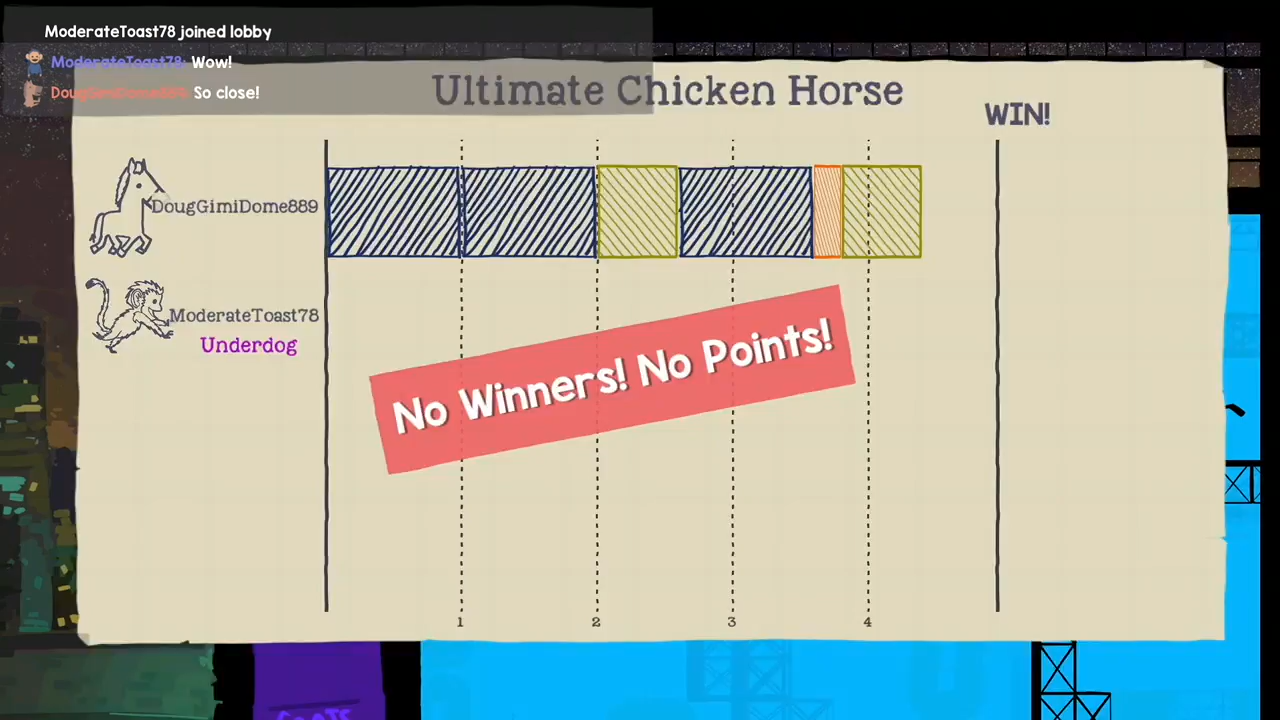 ModerateToast78 joined lobby
ModerateToast78: Wow!
DougGimiDome889: So close!
Ultimate Chicken Horse
WIN!
DougGimiDome889
ModerateToast78
Underdog
No Winners! No Points!
1 2 3 4